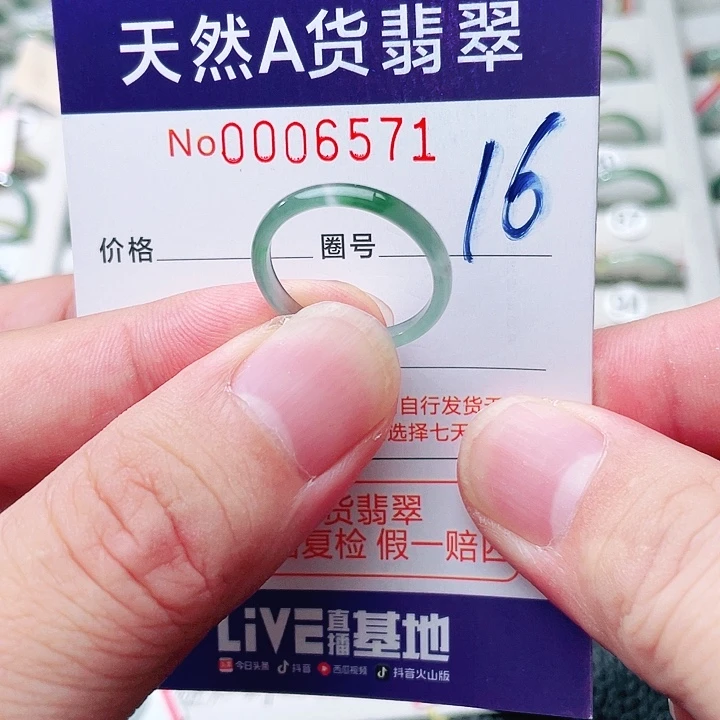 天然A货翡翠
No0006571
16
价格 圈号
自行发货
选择七天
货翡翠
复检 假一赔
LiVE直播基地
今日头条 抖音 西瓜视频 抖音火山版